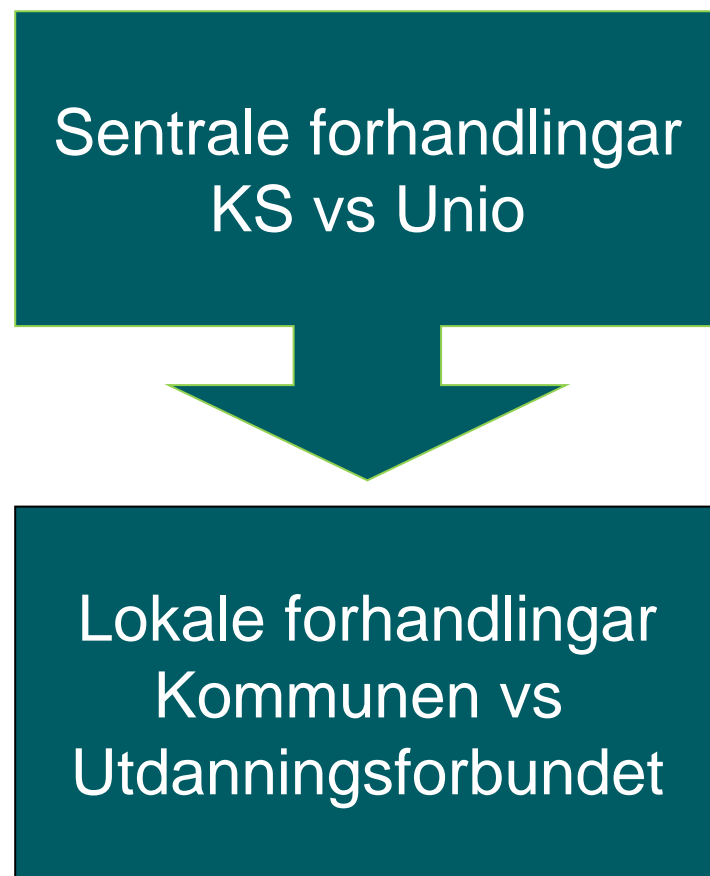 Sentrale forhandlingar
KS vs Unio
Lokale forhandlingar
Kommunen vs
Utdanningsforbundet